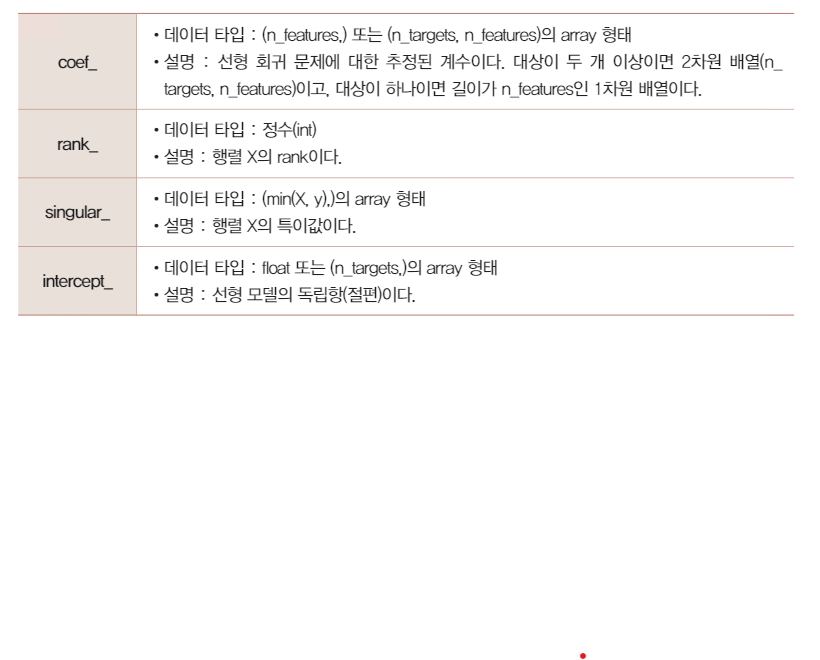 coef_
• 데이터 타입 : (n_features,) 또는 (n_targets, n_features)의 array 형태
• 설명 : 선형 회귀 문제에 대한 추정된 계수이다. 대상이 두 개 이상이면 2차원 배열(n_
targets, n_features)이고, 대상이 하나이면 길이가 n_features인 1차원 배열이다.
rank_
• 데이터 타입 : 정수(int)
• 설명 : 행렬 X의 rank이다.
singular_
• 데이터 타입 : (min(X, y),)의 array 형태
• 설명 : 행렬 X의 특이값이다.
intercept_
• 데이터 타입 : float 또는 (n_targets,)의 array 형태
• 설명 : 선형 모델의 독립항(절편)이다.